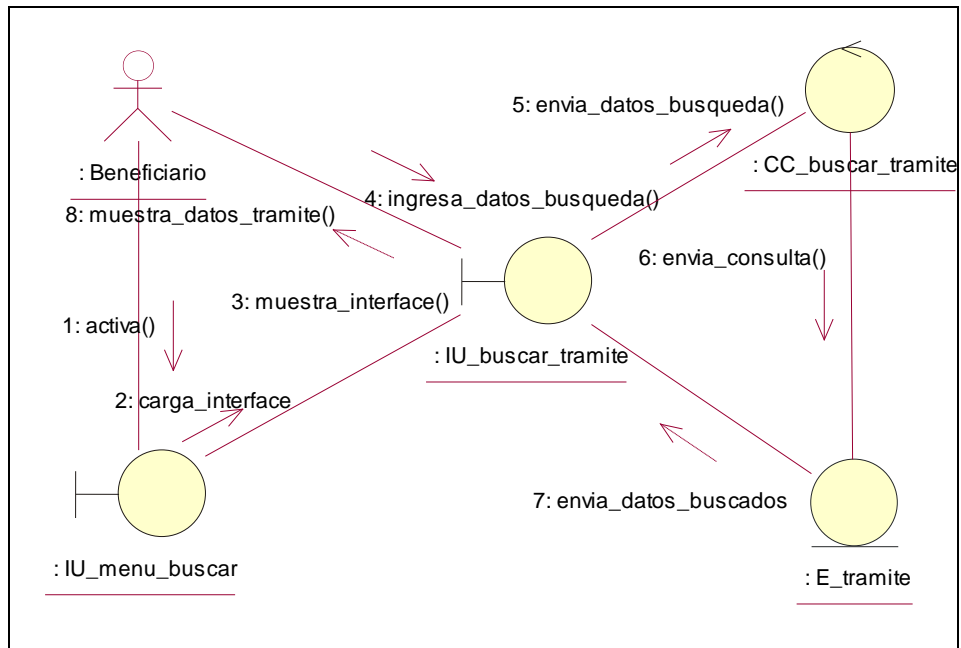 5: envia_datos_busqueda()
: Beneficiario
: CC_buscar_tramite
4: ingresa_datos_busqueda()
8: muestra_datos_tramite()
6: envia_consulta()
3: muestra_interface()
1: activa()
: IU_buscar_tramite
2: carga_interface
7: envia_datos_buscados
: IU_menu_buscar
: E_tramite